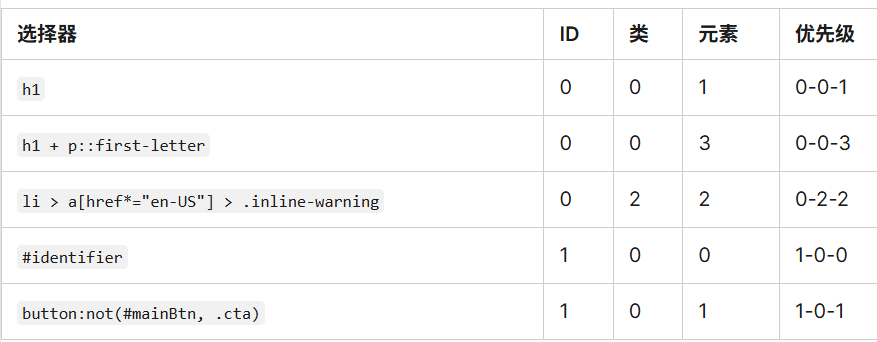 选择器 ID 类 元素 优先级
h1 0 0 1 0-0-1
h1 + p::first-letter 0 0 3 0-0-3
li > a[href*="en-US"] > .inline-warning 0 2 2 0-2-2
#identifier 1 0 0 1-0-0
button:not(#mainBtn, .cta) 1 0 1 1-0-1